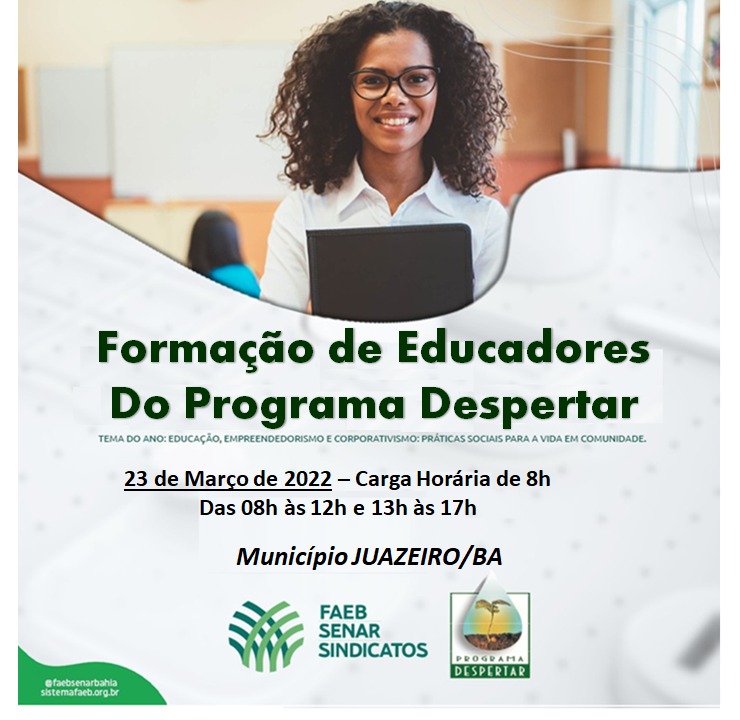 Formação de Educadores
Do Programa Despertar
TEMA DO ANO: EDUCAÇÃO, EMPREENDEDORISMO E CORPORATIVISMO: PRÁTICAS SOCIAIS PARA A VIDA EM COMUNIDADE.
23 de Março de 2022 – Carga Horária de 8h
Das 08h às 12h e 13h às 17h
Município JUAZEIRO/BA
FAEB
SENAR
SINDICATOS
PROGRAMA
DESPERTAR
@faebsenarbahia
sistemafaeb.org.br